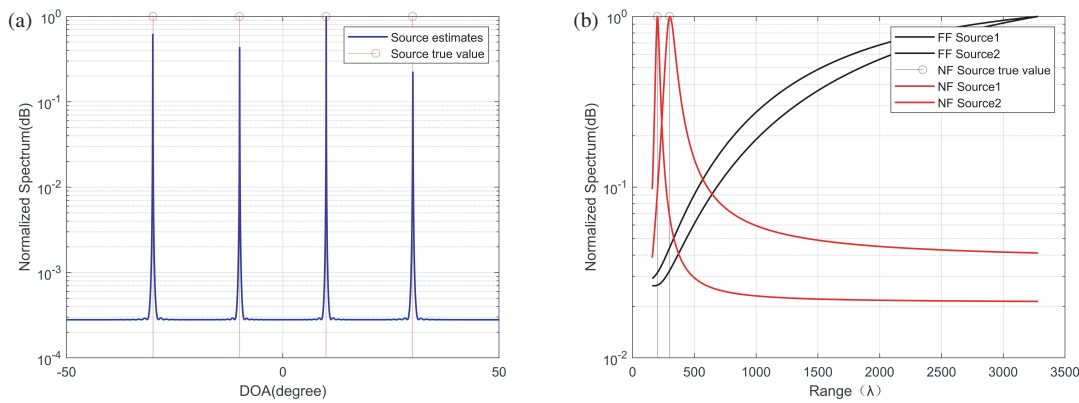 (a)
Normalized Spectrum(dB)
10^0
10^-1
10^-2
10^-3
10^-4
-50
0
50
DOA(degree)
Source estimates
Source true value
(b)
Normalized Spectrum(dB)
10^0
10^-1
10^-2
0
500
1000
1500
2000
2500
3000
3500
Range（λ）
FF Source1
FF Source2
NF Source true value
NF Source1
NF Source2